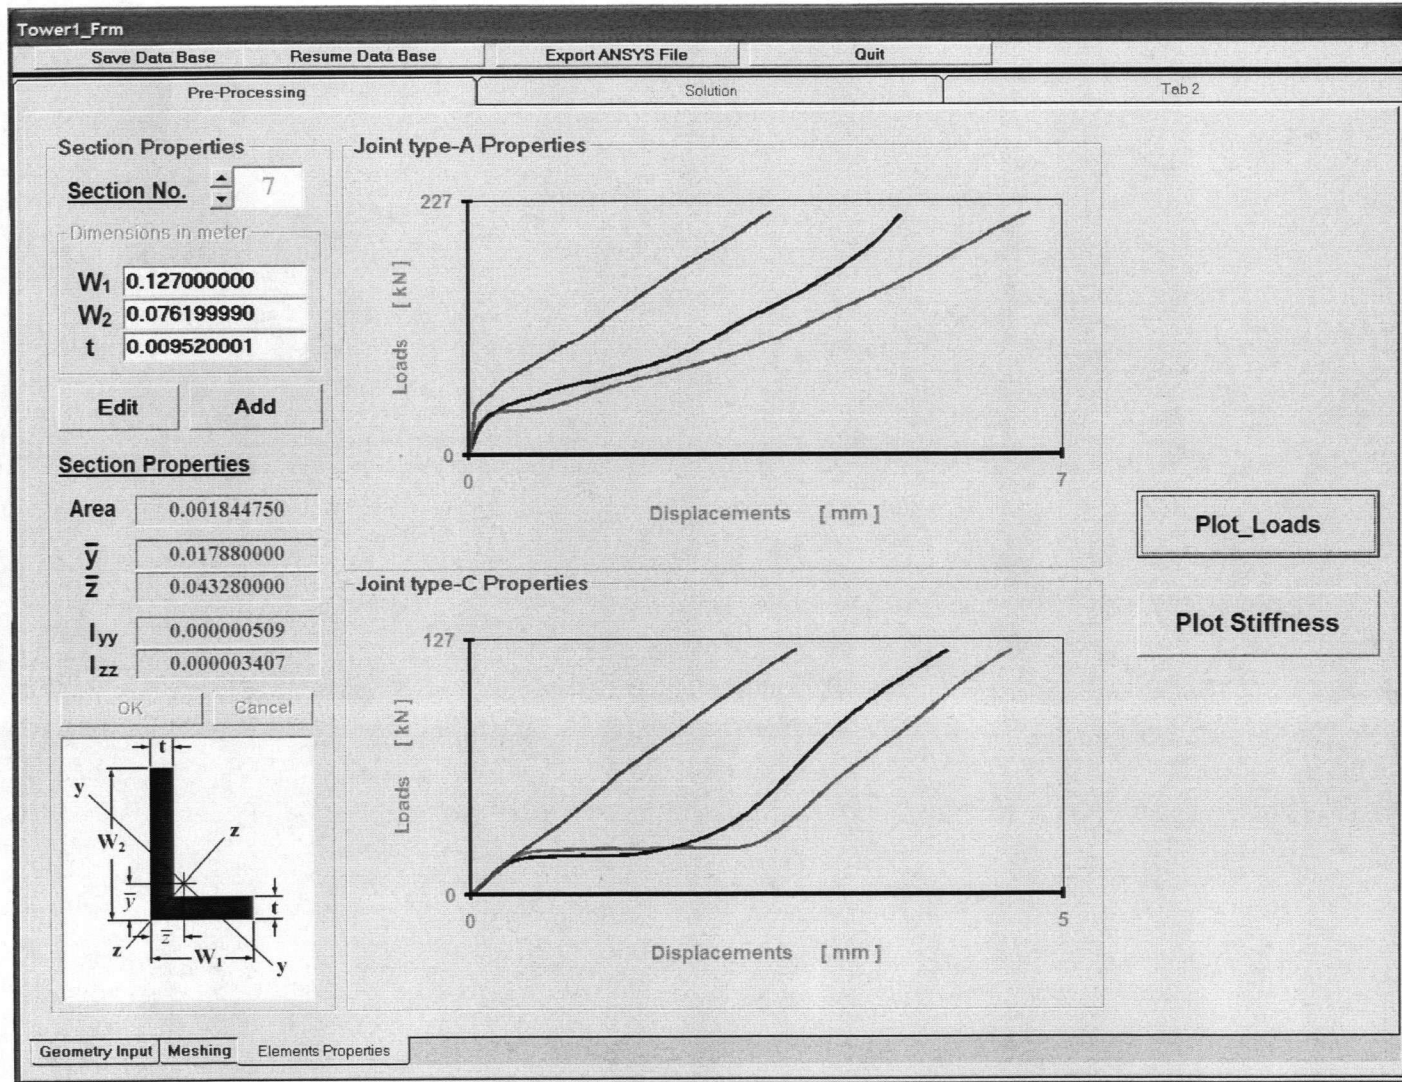 Tower1_Frm
Save Data Base Resume Data Base Export ANSYS File Quit
Pre-Processing Solution Tab 2
Section Properties
Section No. 7
Dimensions in meter
W1 0.127000000
W2 0.076199990
t 0.009520001
Edit Add
Section Properties
Area 0.001844750
y̅ 0.017880000
z̅ 0.043280000
Iyy 0.000000509
Izz 0.000003407
OK Cancel
t
y
W2
z
y̅
t
z
z̅
W1
y
Joint type-A Properties
227
Loads [ kN ]
0
0 7
Displacements [ mm ]
Joint type-C Properties
127
Loads [ kN ]
0
0 5
Displacements [ mm ]
Plot_Loads
Plot Stiffness
Geometry Input Meshing Elements Properties